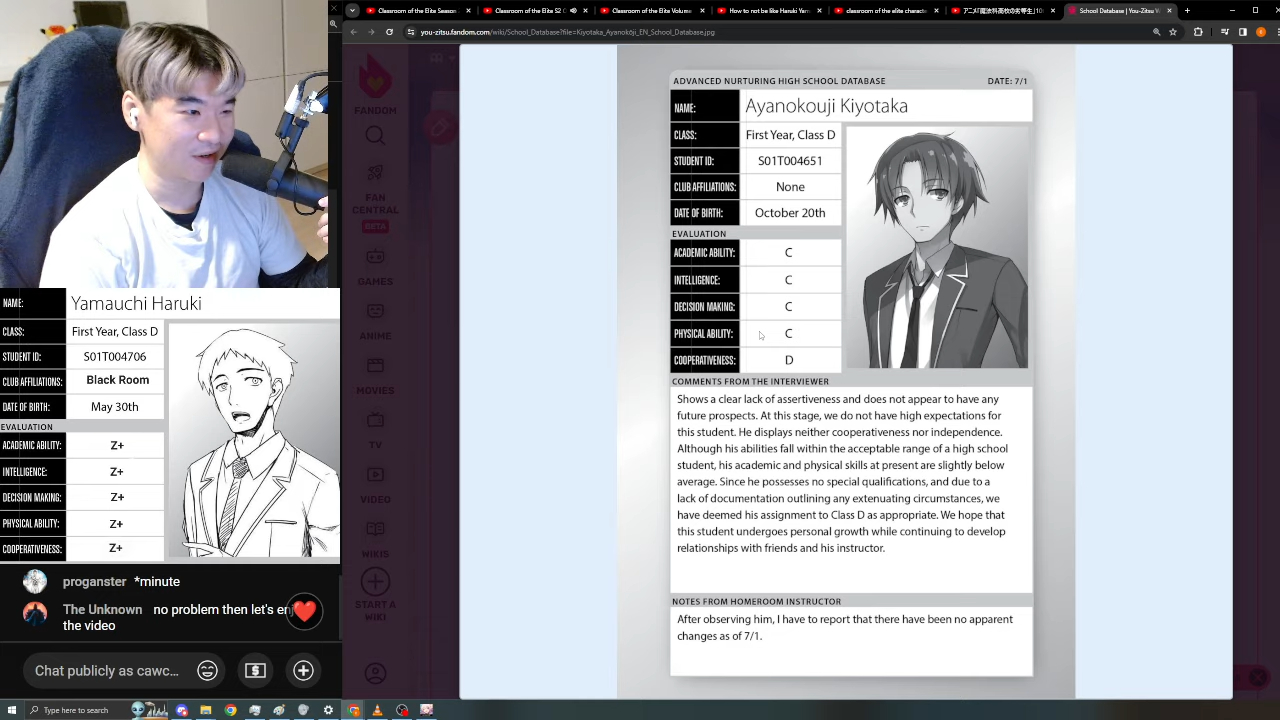 Classroom of the Elite Season
Classroom of the Elite S2
Classroom of the Elite Volume
How to not be like Haruki Yam
classroom of the elite characte
School Database | You-Zitsu W
you-zitsu.fandom.com/wiki/School_Database?file=Kiyotaka_Ayanokōji_EN_School_Database.jpg
FANDOM
FAN
CENTRAL
BETA
GAMES
ANIME
MOVIES
TV
VIDEO
WIKIS
START A
WIKI
ADVANCED NURTURING HIGH SCHOOL DATABASE DATE: 7/1
NAME: Ayanokouji Kiyotaka
CLASS: First Year, Class D
STUDENT ID: S01T004651
CLUB AFFILIATIONS: None
DATE OF BIRTH: October 20th
EVALUATION
ACADEMIC ABILITY: C
INTELLIGENCE: C
DECISION MAKING: C
PHYSICAL ABILITY: C
COOPERATIVENESS: D
COMMENTS FROM THE INTERVIEWER
Shows a clear lack of assertiveness and does not appear to have any
future prospects. At this stage, we do not have high expectations for
this student. He displays neither cooperativeness nor independence.
Although his abilities fall within the acceptable range of a high school
student, his academic and physical skills at present are slightly below
average. Since he possesses no special qualifications, and due to a
lack of documentation outlining any extenuating circumstances, we
have deemed his assignment to Class D as appropriate. We hope that
this student undergoes personal growth while continuing to develop
relationships with friends and his instructor.
NOTES FROM HOMEROOM INSTRUCTOR
After observing him, I have to report that there have been no apparent
changes as of 7/1.
NAME: Yamauchi Haruki
CLASS: First Year, Class D
STUDENT ID: S01T004706
CLUB AFFILIATIONS: Black Room
DATE OF BIRTH: May 30th
EVALUATION
ACADEMIC ABILITY: Z+
INTELLIGENCE: Z+
DECISION MAKING: Z+
PHYSICAL ABILITY: Z+
COOPERATIVENESS: Z+
proganster *minute
The Unknown no problem then let's enj
the video
Chat publicly as cawc...
Type here to search